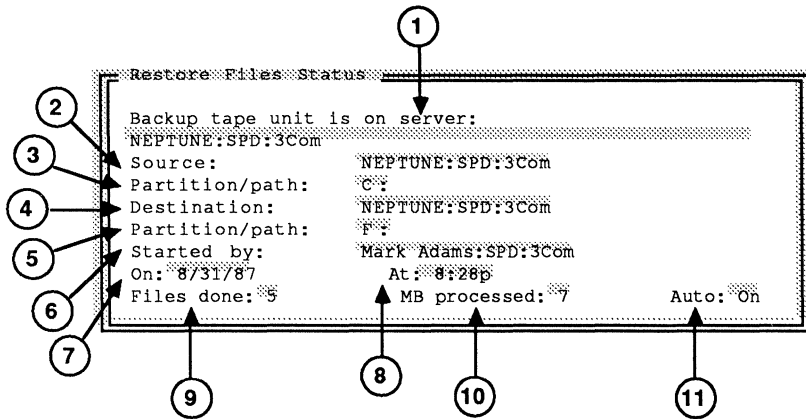 1
Restore Files Status
Backup tape unit is on server:
NEPTUNE:SPD:3Com
2
Source: NEPTUNE:SPD:3Com
3
Partition/path: C:
4
Destination: NEPTUNE:SPD:3Com
5
Partition/path: F:
6
Started by: Mark Adams:SPD:3Com
7
On: 8/31/87 At: 8:28p
Files done: 5 MB processed: 7 Auto: On
8
9
10
11